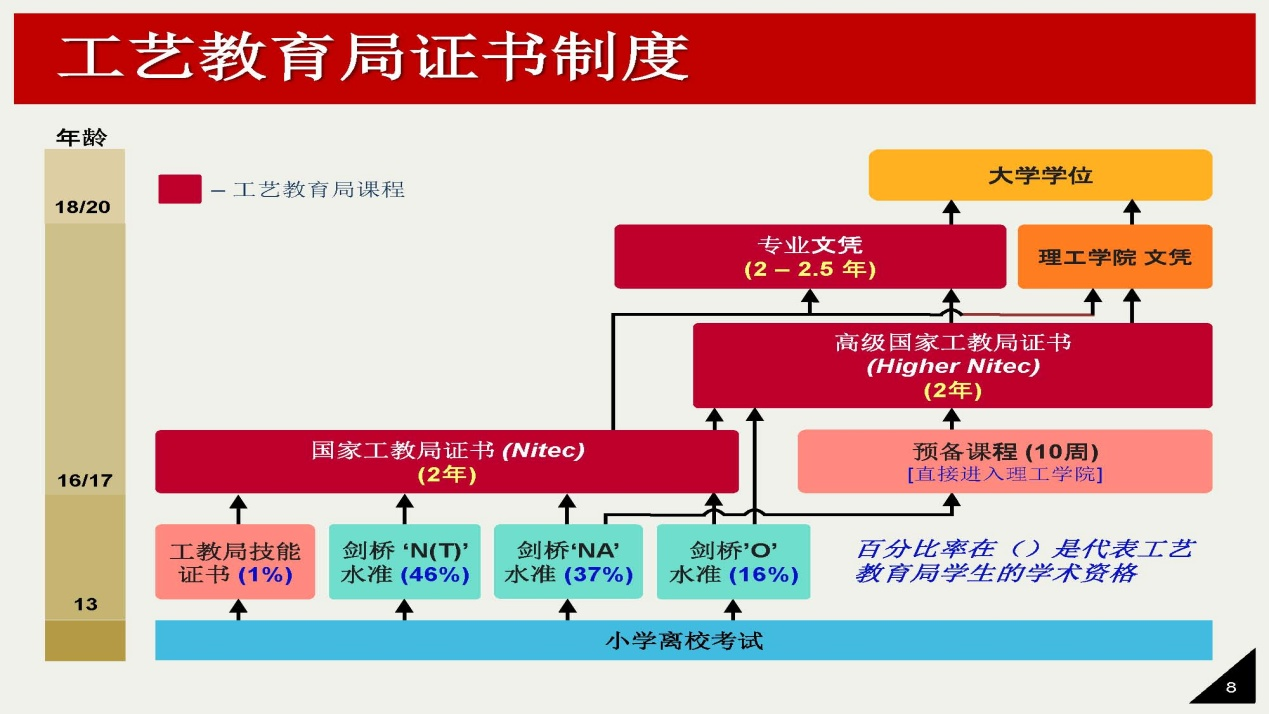 工艺教育局证书制度
年龄
18/20
16/17
13
– 工艺教育局课程
大学学位
专业文凭
(2 – 2.5 年)
理工学院 文凭
高级国家工教局证书
(Higher Nitec)
(2年)
国家工教局证书 (Nitec)
(2年)
预备课程 (10周)
[直接进入理工学院]
工教局技能
证书 (1%)
剑桥 ‘N(T)’
水准 (46%)
剑桥‘NA’
水准 (37%)
剑桥’O’
水准 (16%)
百分比率在（）是代表工艺
教育局学生的学术资格
小学离校考试
8